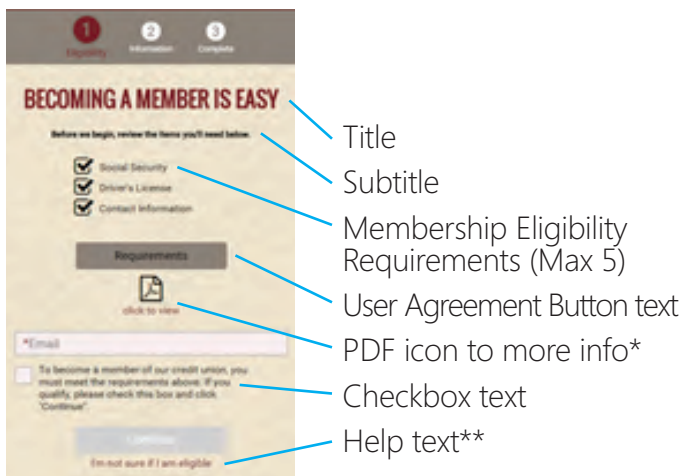 1
2
3
Eligibility
Information
Complete
BECOMING A MEMBER IS EASY
Before we begin, review the items you'll need below.
Social Security
Driver's License
Contact Information
Requirements
click to view
*Email
To become a member of our credit union, you
must meet the requirements above. If you
qualify, please check this box and click
"Continue".
Continue
I'm not sure if I am eligible
Title
Subtitle
Membership Eligibility
Requirements (Max 5)
User Agreement Button text
PDF icon to more info*
Checkbox text
Help text**